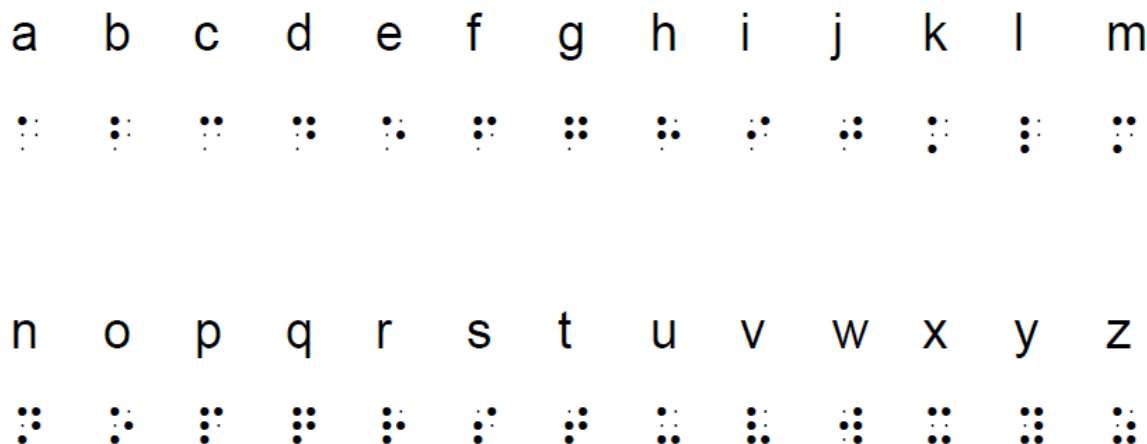 a b c d e f g h i j k l m
⠁ ⠃ ⠉ ⠙ ⠑ ⠋ ⠛ ⠓ ⠊ ⠚ ⠅ ⠇ ⠍
n o p q r s t u v w x y z
⠝ ⠕ ⠏ ⠟ ⠗ ⠎ ⠞ ⠥ ⠧ ⠺ ⠭ ⠽ ⠵